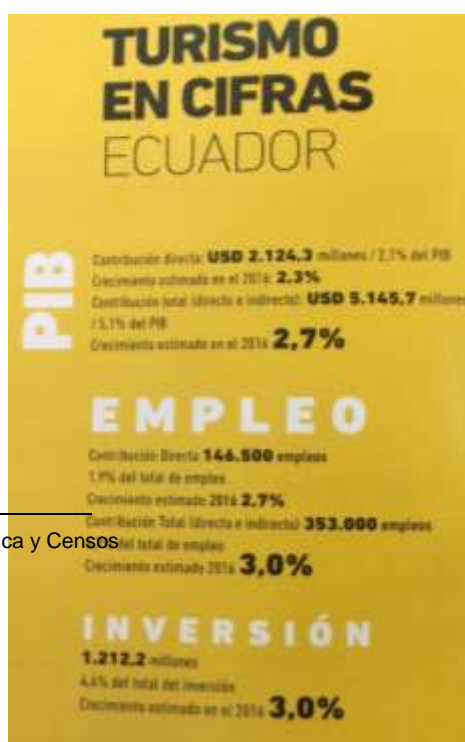 TURISMO
EN CIFRAS
ECUADOR
PIB
Contribución directa: USD 2.124,3 millones / 2,1% del PIB
Crecimiento estimado en el 2016: 2.3%
Contribución total (directo e indirecto): USD 5.145,7 millones
/ 5,1% del PIB
Crecimiento estimado en el 2016 2,7%
EMPLEO
Contribución Directa 146.500 empleos
1,9% del total de empleo
Crecimiento estimado 2016 2,7%
Contribución Total (directo e indirecto) 353.000 empleos
ca y Censos del total de empleo
Crecimiento estimado 2016 3,0%
INVERSIÓN
1.212,2 millones
4,4% del total del inversión
Crecimiento estimado en el 2016 3,0%